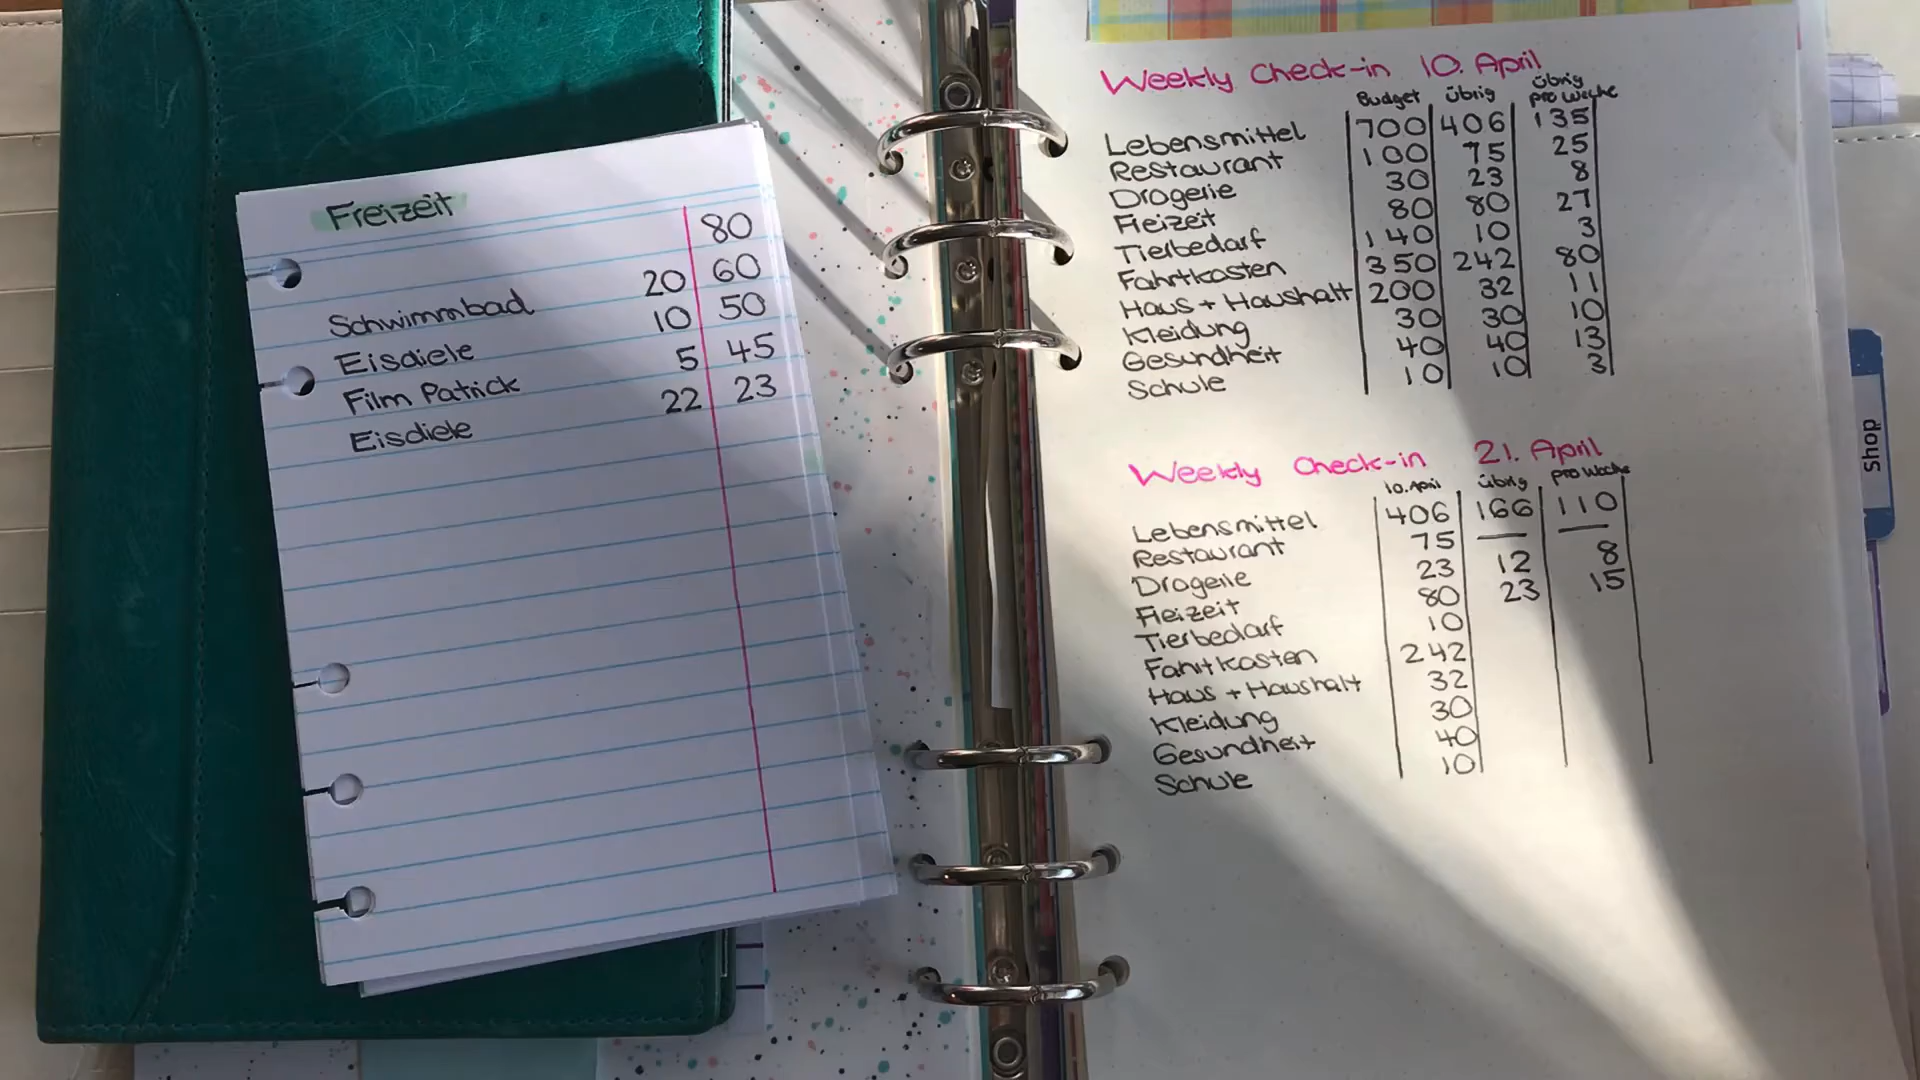 Freizeit
80
Schwimmbad 20 60
Eisdiele 10 50
Film Patrick 5 45
Eisdiele 22 23
Weekly Check-in 10. April
Budget übrig übrig pro Woche
Lebensmittel 700 406 135
Restaurant 100 75 25
Drogerie 30 23 8
Freizeit 80 80 27
Tierbedarf 140 10 3
Fahrtkosten 350 242 80
Haus + Haushalt 200 32 11
Kleidung 30 30 10
Gesundheit 40 40 13
Schule 10 10 3
Weekly Check-in 21. April
10. April übrig pro Woche
Lebensmittel 406 166 110
Restaurant 75 — —
Drogerie 23 12 8
Freizeit 80 23 15
Tierbedarf 10
Fahrtkosten 242
Haus + Haushalt 32
Kleidung 30
Gesundheit 40
Schule 10
Shop